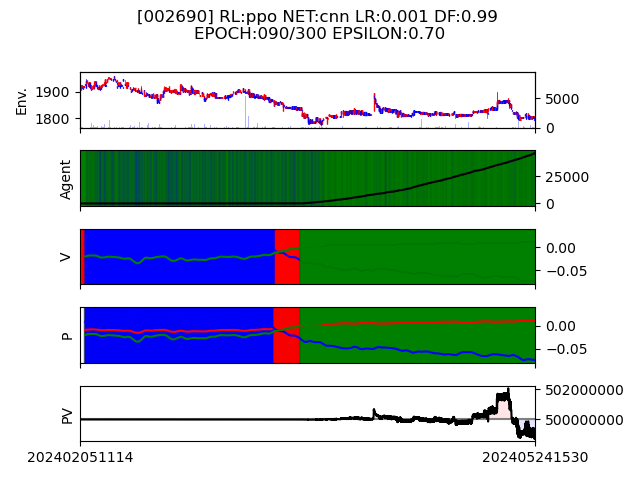 [002690] RL:ppo NET:cnn LR:0.001 DF:0.99
EPOCH:090/300 EPSILON:0.70
Env.
1900
1800
5000
0
Agent
25000
0
V
0.00
−0.05
P
0.00
−0.05
PV
502000000
500000000
202402051114
202405241530